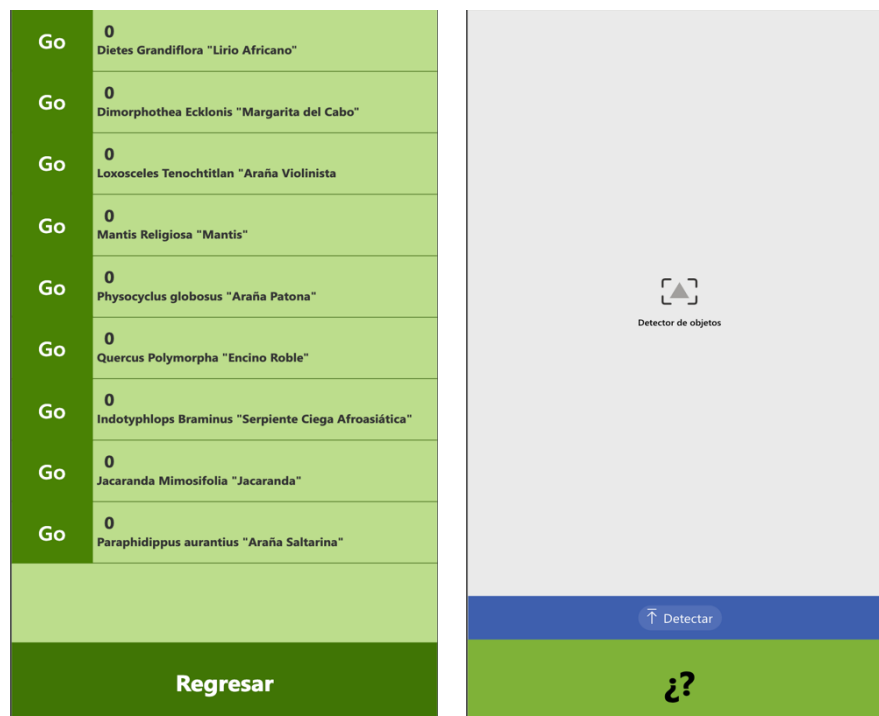 Go
0
Dietes Grandiflora "Lirio Africano"
Go
0
Dimorphothea Ecklonis "Margarita del Cabo"
Go
0
Loxosceles Tenochtitlan "Araña Violinista
Go
0
Mantis Religiosa "Mantis"
Go
0
Physocyclus globosus "Araña Patona"
Go
0
Quercus Polymorpha "Encino Roble"
Go
0
Indotyphlops Braminus "Serpiente Ciega Afroasiática"
Go
0
Jacaranda Mimosifolia "Jacaranda"
Go
0
Paraphidippus aurantius "Araña Saltarina"
Regresar
Detector de objetos
Detectar
¿?